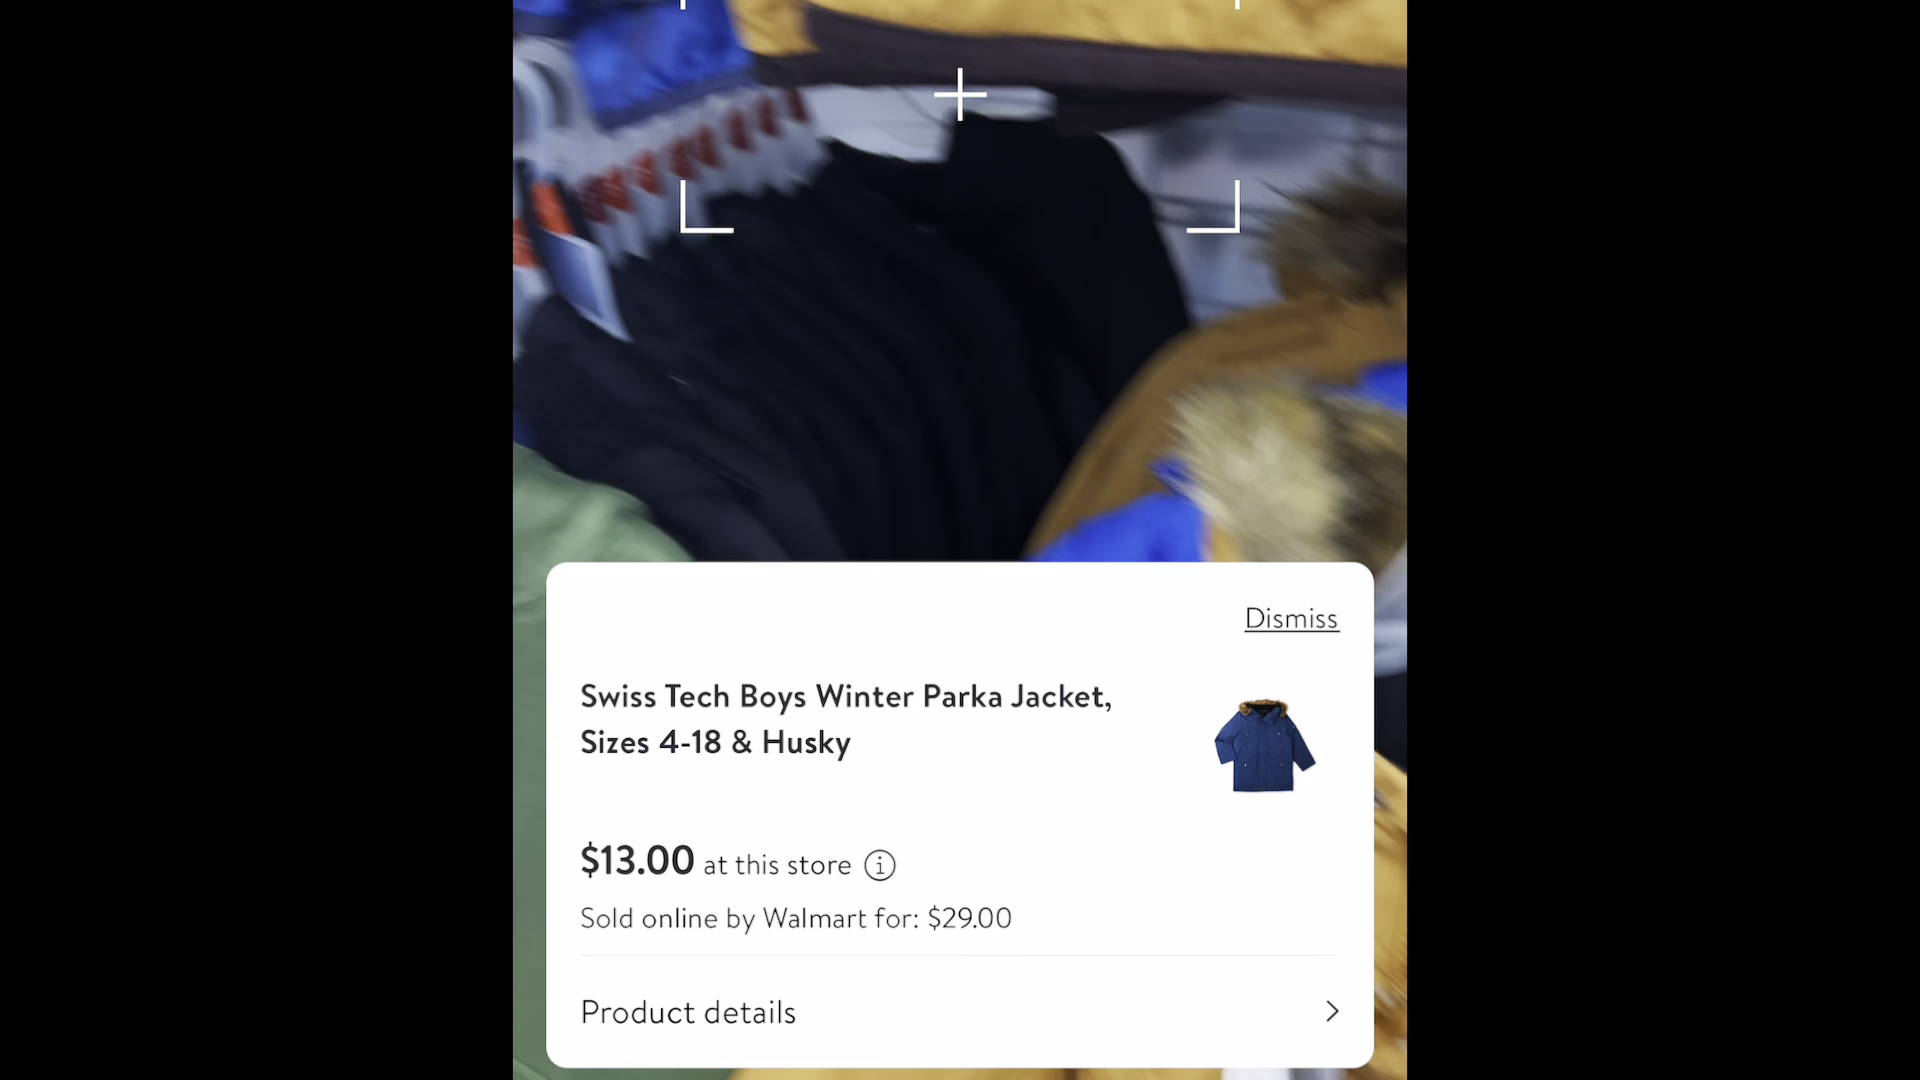 Dismiss
Swiss Tech Boys Winter Parka Jacket,
Sizes 4-18 & Husky
$13.00 at this store
Sold online by Walmart for: $29.00
Product details